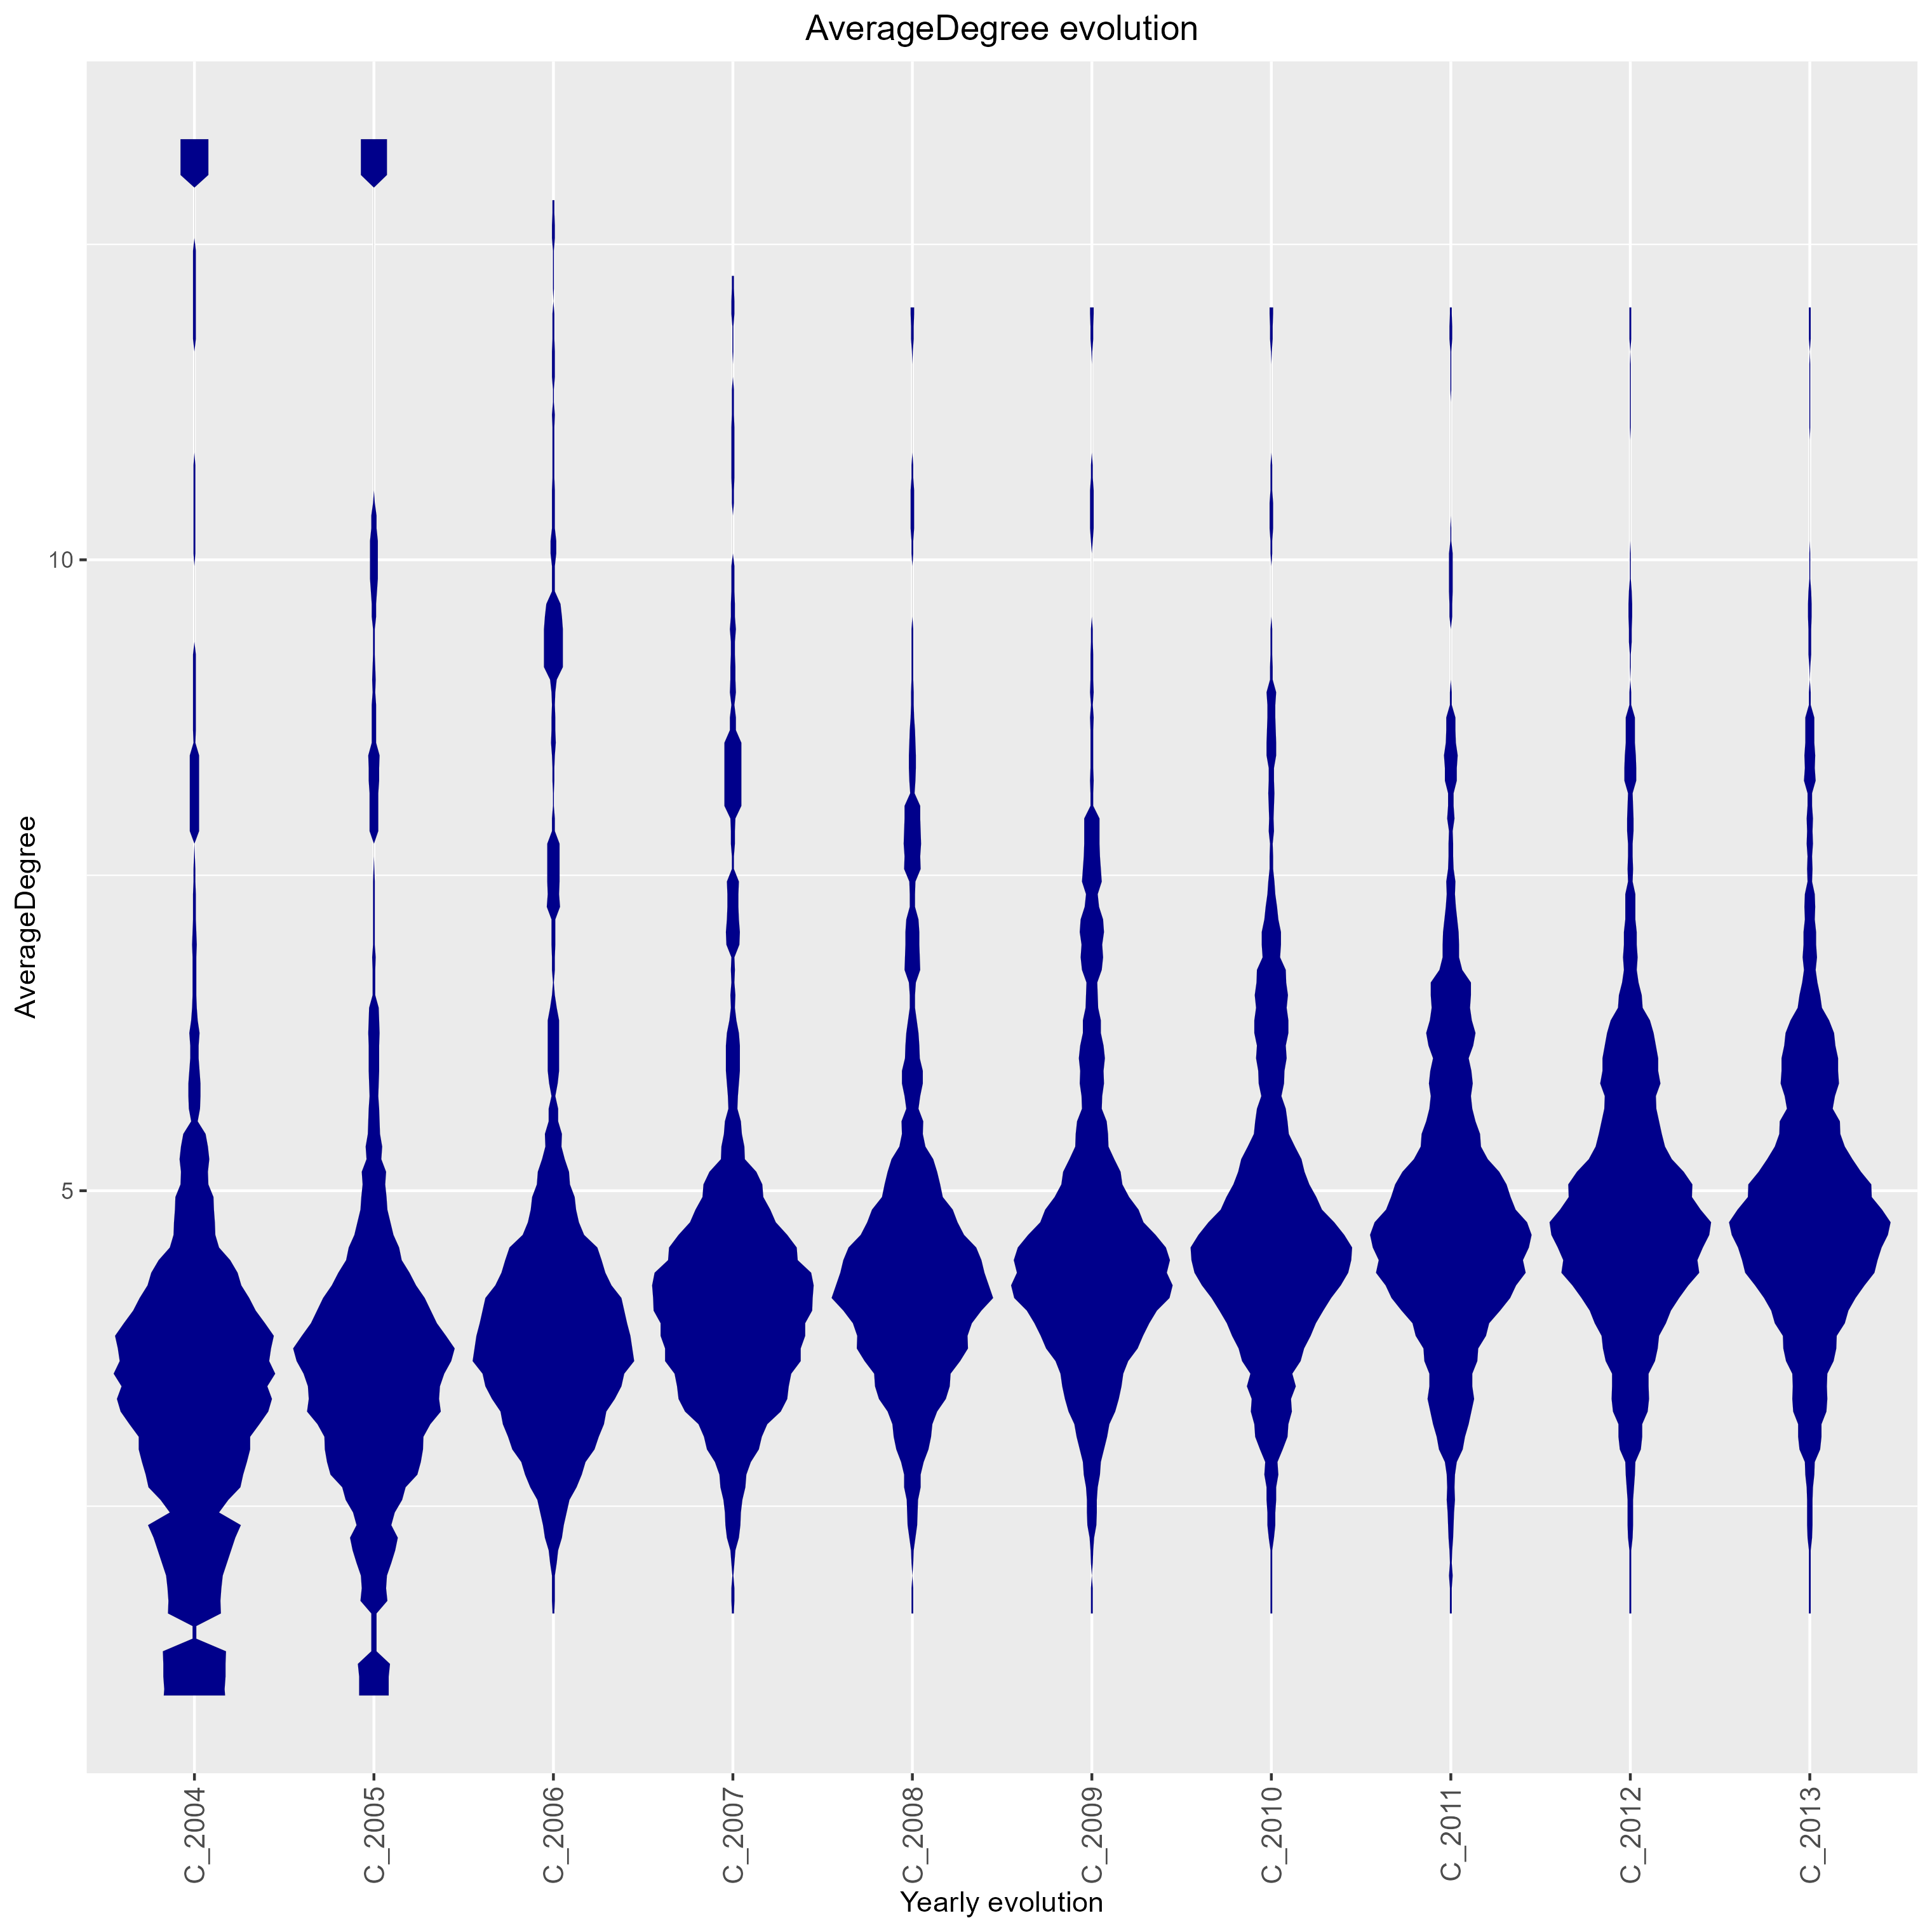 AverageDegree evolution
AverageDegree
10
5
C_2004
C_2005
C_2006
C_2007
C_2008
C_2009
C_2010
C_2011
C_2012
C_2013
Yearly evolution